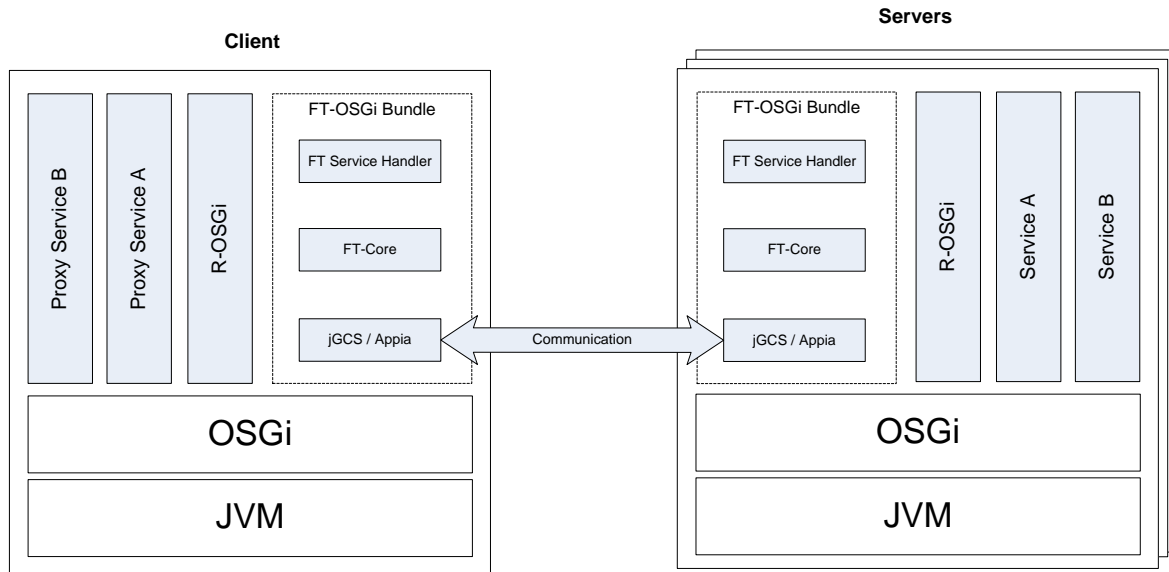 Client
Servers
Proxy Service B
Proxy Service A
R-OSGi
FT-OSGi Bundle
FT Service Handler
FT-Core
jGCS / Appia
OSGi
JVM
Communication
FT-OSGi Bundle
FT Service Handler
FT-Core
jGCS / Appia
R-OSGi
Service A
Service B
OSGi
JVM